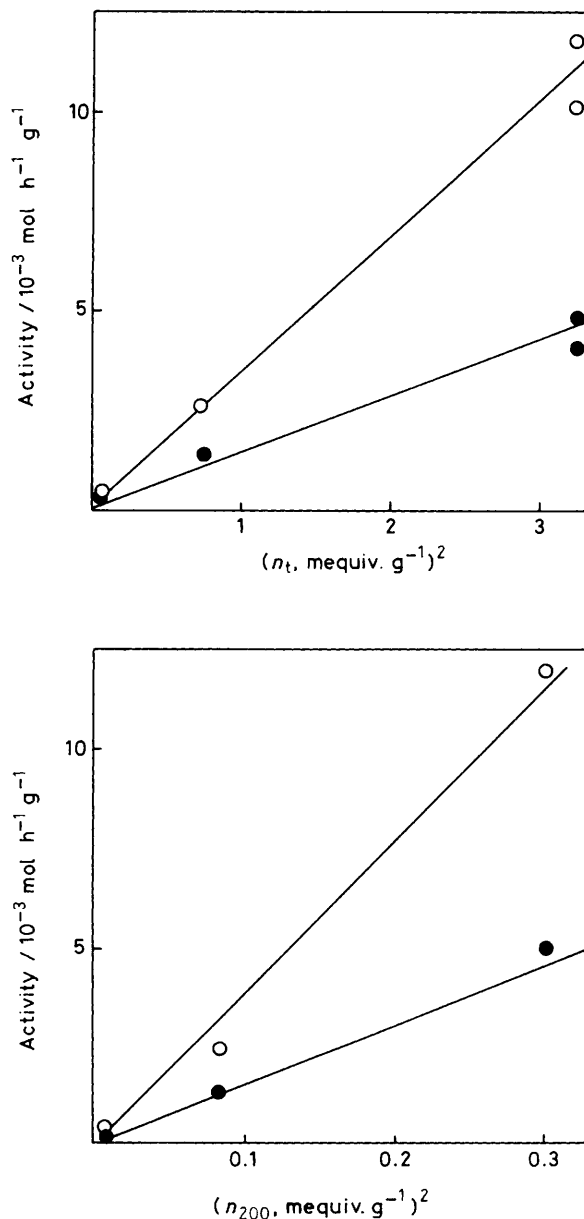 10
5
Activity / 10⁻³ mol h⁻¹ g⁻¹
1
2
3
(nₜ, mequiv. g⁻¹)²
10
5
Activity / 10⁻³ mol h⁻¹ g⁻¹
0.1
0.2
0.3
(n₂₀₀, mequiv. g⁻¹)²